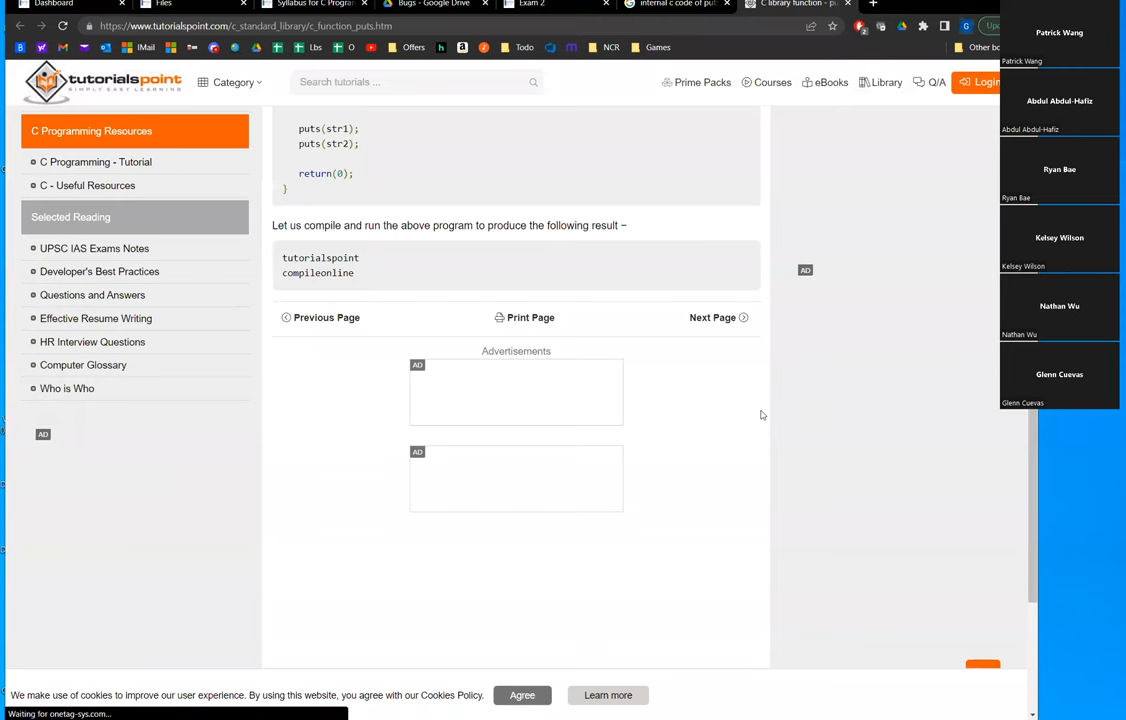 Dashboard
Files
Syllabus for C Program
Bugs - Google Drive
Exam 2
internal c code of put
C library function - pu
https://www.tutorialspoint.com/c_standard_library/c_function_puts.htm
IMail
Lbs
O
Offers
Todo
NCR
Games
Other bo
tutorialspoint
SIMPLY EASY LEARNING
Category
Search tutorials ...
Prime Packs
Courses
eBooks
Library
Q/A
Login
C Programming Resources
C Programming - Tutorial
C - Useful Resources
Selected Reading
UPSC IAS Exams Notes
Developer's Best Practices
Questions and Answers
Effective Resume Writing
HR Interview Questions
Computer Glossary
Who is Who
AD
puts(str1);
puts(str2);
return(0);
}
Let us compile and run the above program to produce the following result −
tutorialspoint
compileonline
Previous Page
Print Page
Next Page
Advertisements
AD
AD
AD
Patrick Wang
Patrick Wang
Abdul Abdul-Hafiz
Abdul Abdul-Hafiz
Ryan Bae
Ryan Bae
Kelsey Wilson
Kelsey Wilson
Nathan Wu
Nathan Wu
Glenn Cuevas
Glenn Cuevas
We make use of cookies to improve our user experience. By using this website, you agree with our Cookies Policy.
Agree
Learn more
Waiting for onetag-sys.com...